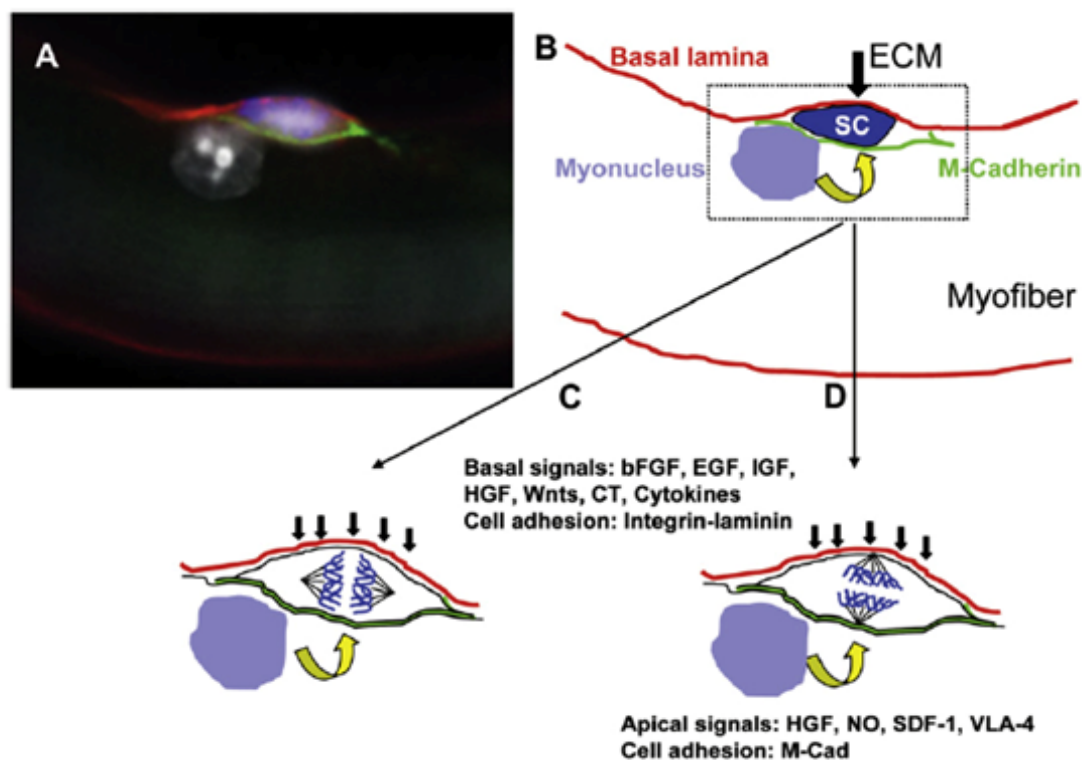 A
B
Basal lamina
ECM
SC
Myonucleus
M-Cadherin
Myofiber
C
D
Basal signals: bFGF, EGF, IGF,
HGF, Wnts, CT, Cytokines
Cell adhesion: Integrin-laminin
Apical signals: HGF, NO, SDF-1, VLA-4
Cell adhesion: M-Cad